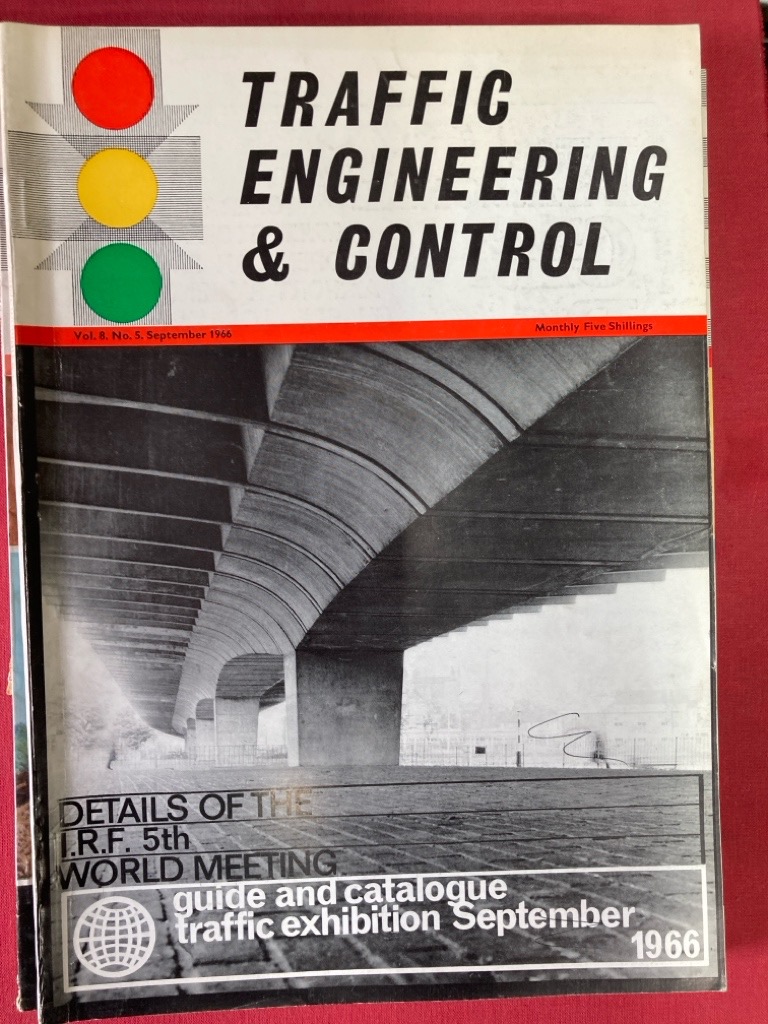 TRAFFIC
ENGINEERING
& CONTROL
Vol. 8. No. 5. September 1966
Monthly Five Shillings
DETAILS OF THE
I.R.F. 5th
WORLD MEETING
guide and catalogue
traffic exhibition September
1966